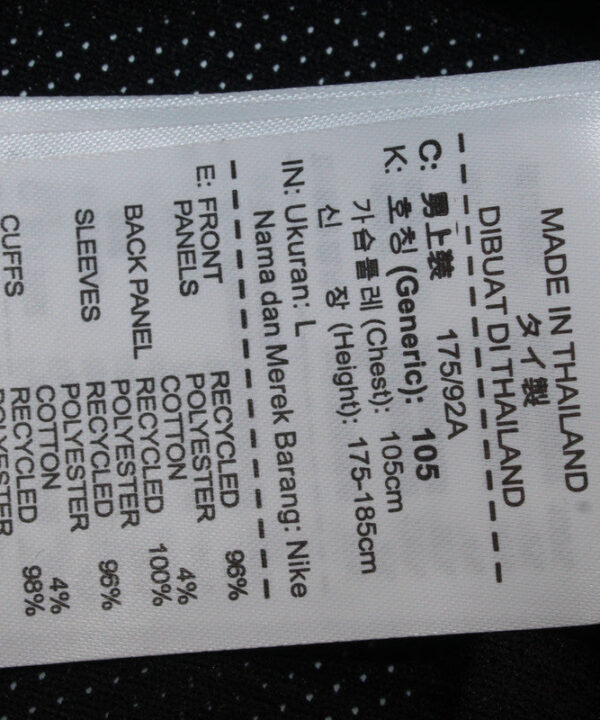 MADE IN THAILAND
タイ製
DIBUAT DI THAILAND
C: 男上装 175/92A
K: 호칭 (Generic): 105
가슴둘레 (Chest): 105cm
신 장 (Height): 175-185cm
IN: Ukuran: L
Nama dan Merek Barang: Nike
E: FRONT RECYCLED
PANELS POLYESTER 96%
COTTON 4%
BACK PANEL RECYCLED
POLYESTER 100%
SLEEVES RECYCLED
POLYESTER 96%
COTTON 4%
CUFFS RECYCLED
POLYESTER 98%